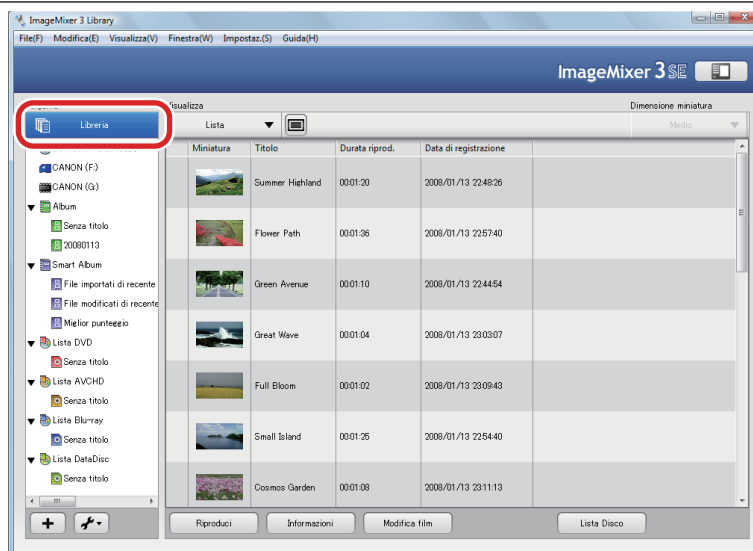 ImageMixer 3 Library
File(F) Modifica(E) Visualizza(V) Finestra(W) Impostaz.(S) Guida(H)
ImageMixer 3 SE
Visualizza
Dimensione miniatura
Libreria
Lista
Medio
Miniatura Titolo Durata riprod. Data di registrazione
CANON (F:)
CANON (G:)
Album
Senza titolo
20080113
Smart Album
File importati di recente
File modificati di recente
Miglior punteggio
Lista DVD
Senza titolo
Lista AVCHD
Senza titolo
Lista Blu-ray
Senza titolo
Lista DataDisc
Senza titolo
Summer Highland 00:01:20 2008/01/13 22:48:26
Flower Path 00:01:36 2008/01/13 22:57:40
Green Avenue 00:01:10 2008/01/13 22:44:54
Great Wave 00:01:04 2008/01/13 23:03:07
Full Bloom 00:01:02 2008/01/13 23:09:43
Small Island 00:01:25 2008/01/13 22:54:40
Cosmos Garden 00:01:08 2008/01/13 23:11:13
Riproduci Informazioni Modifica film Lista Disco